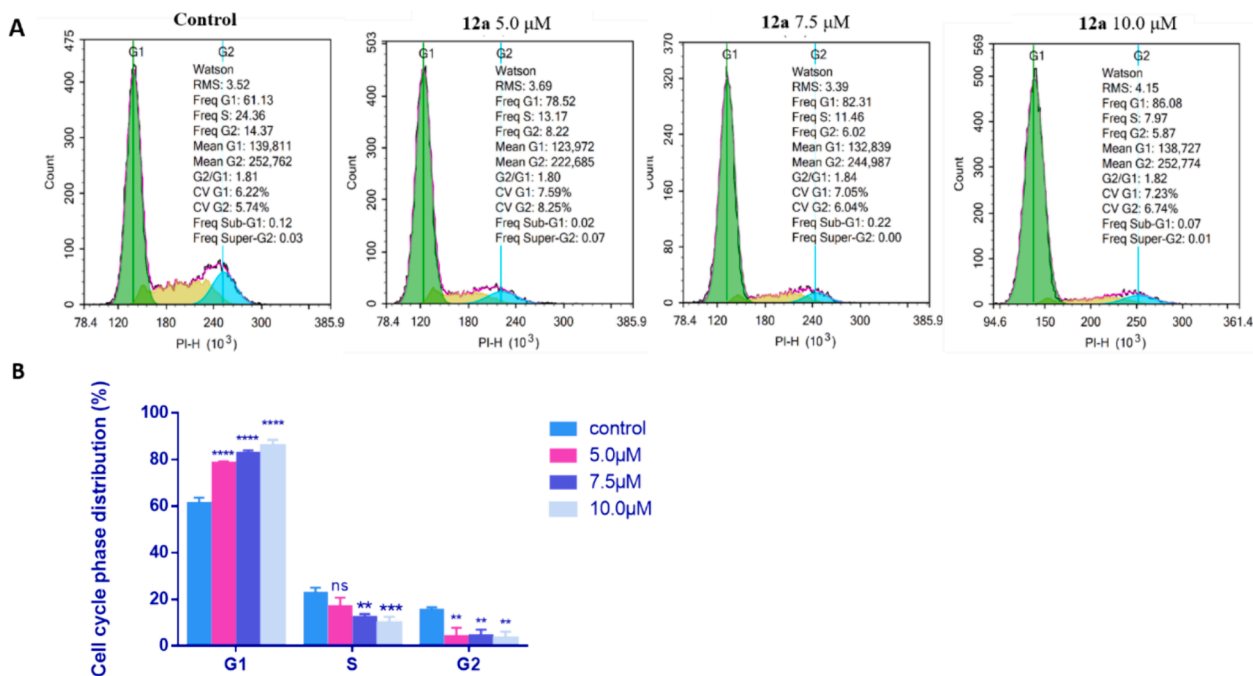 A
Control
475
400
300
200
100
0
Count
G1
G2
Watson
RMS: 3.52
Freq G1: 61.13
Freq S: 24.36
Freq G2: 14.37
Mean G1: 139,811
Mean G2: 252,762
G2/G1: 1.81
CV G1: 6.22%
CV G2: 5.74%
Freq Sub-G1: 0.12
Freq Super-G2: 0.03
78.4 120 180 240 300 385.9
PI-H (10³)
12a 5.0 μM
503
400
300
200
100
0
Count
G1
G2
Watson
RMS: 3.69
Freq G1: 78.52
Freq S: 13.17
Freq G2: 8.22
Mean G1: 123,972
Mean G2: 222,685
G2/G1: 1.80
CV G1: 7.59%
CV G2: 8.25%
Freq Sub-G1: 0.02
Freq Super-G2: 0.07
78.4 120 180 240 300 385.9
PI-H (10³)
12a 7.5 μM
370
320
240
160
80
0
Count
G1
G2
Watson
RMS: 3.39
Freq G1: 82.31
Freq S: 11.46
Freq G2: 6.02
Mean G1: 132,839
Mean G2: 244,987
G2/G1: 1.84
CV G1: 7.05%
CV G2: 6.04%
Freq Sub-G1: 0.22
Freq Super-G2: 0.00
78.4 120 180 240 300 385.9
PI-H (10³)
12a 10.0 μM
569
500
400
300
200
100
0
Count
G1
G2
Watson
RMS: 4.15
Freq G1: 86.08
Freq S: 7.97
Freq G2: 5.87
Mean G1: 138,727
Mean G2: 252,774
G2/G1: 1.82
CV G1: 7.23%
CV G2: 6.74%
Freq Sub-G1: 0.07
Freq Super-G2: 0.01
94.6 150 200 250 300 361.4
PI-H (10³)
B
Cell cycle phase distribution (%)
100
80
60
40
20
0
**** **** ****
ns ** ***
** ** **
G1 S G2
control
5.0μM
7.5μM
10.0μM